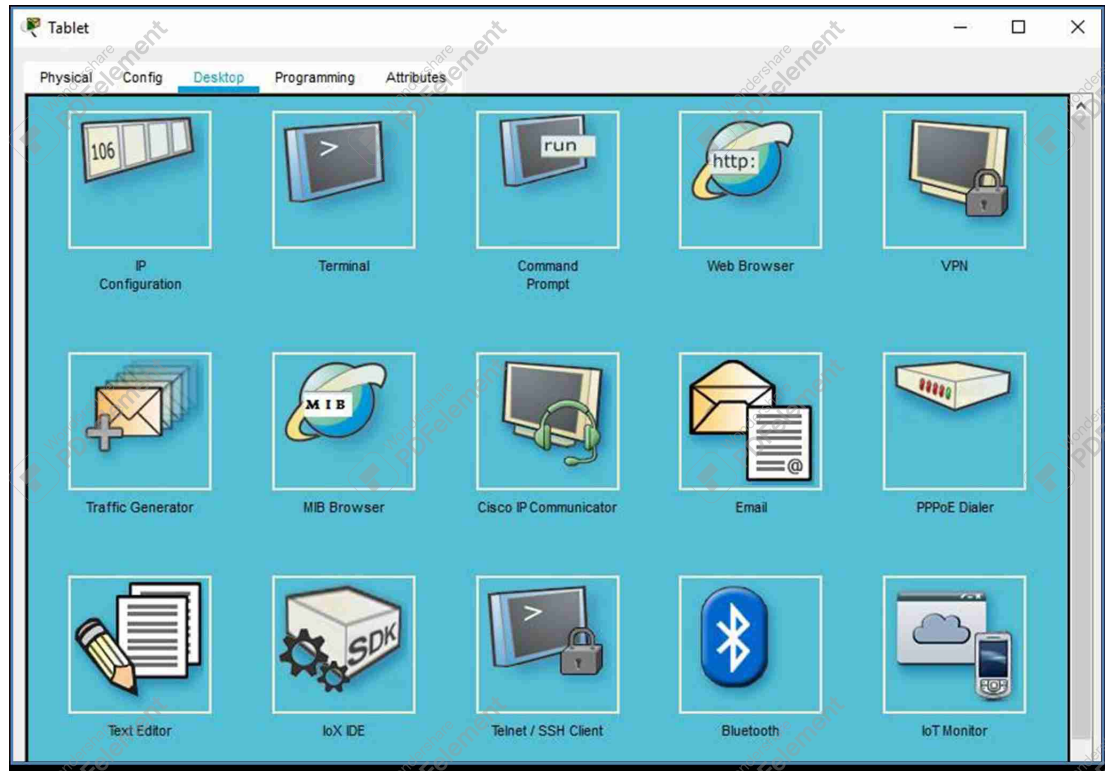 Tablet
Physical Config Desktop Programming Attributes
106
>
run
http:
IP
Configuration
Terminal
Command
Prompt
Web Browser
VPN
MIB
@
Traffic Generator
MIB Browser
Cisco IP Communicator
Email
PPPoE Dialer
SDK
>
Text Editor
IoX IDE
Telnet / SSH Client
Bluetooth
IoT Monitor
Wondershare
PDFelement